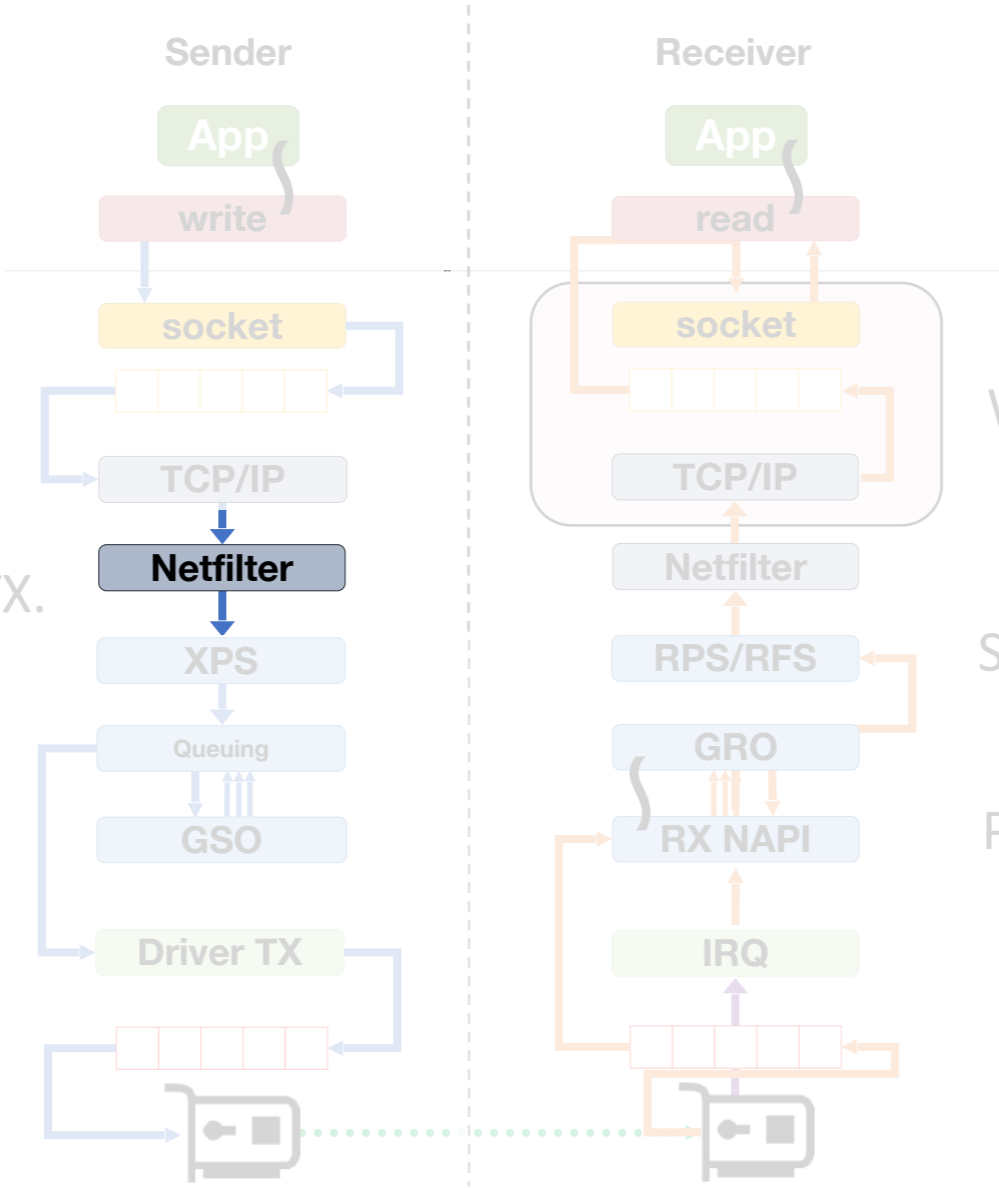 Sender
App
write
socket
TCP/IP
Netfilter
XPS
Queuing
GSO
Driver TX
Receiver
App
read
socket
TCP/IP
Netfilter
RPS/RFS
GRO
RX NAPI
IRQ
TX.
S